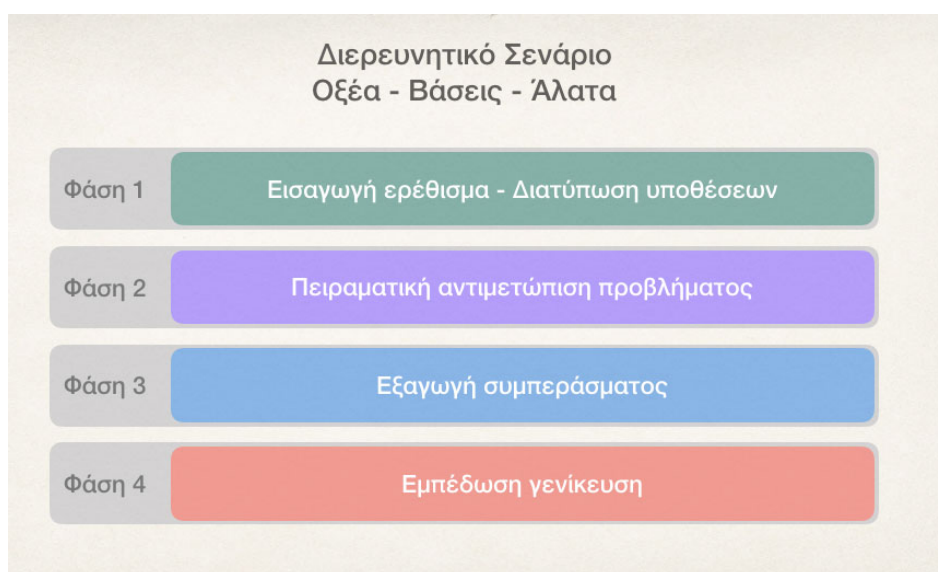 Διερευνητικό Σενάριο
Οξέα - Βάσεις - Άλατα
Φάση 1 Εισαγωγή ερέθισμα - Διατύπωση υποθέσεων
Φάση 2 Πειραματική αντιμετώπιση προβλήματος
Φάση 3 Εξαγωγή συμπεράσματος
Φάση 4 Εμπέδωση γενίκευση